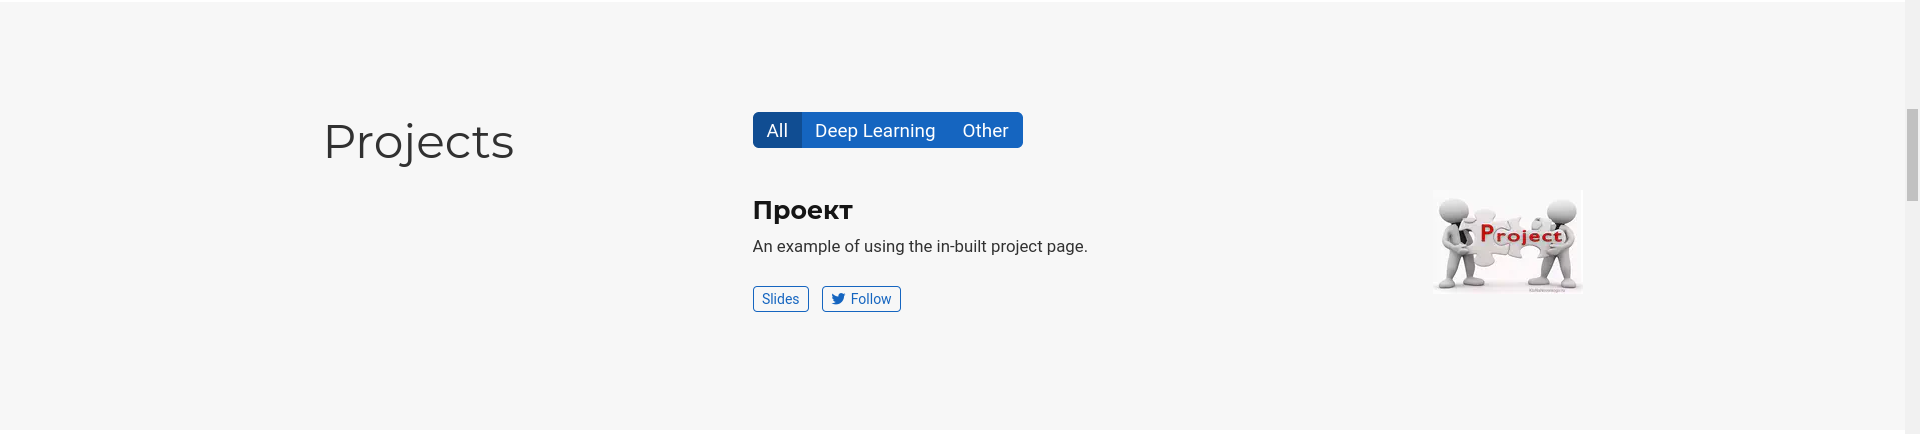 Projects
All
Deep Learning
Other
Проект
An example of using the in-built project page.
Slides
Follow
Project